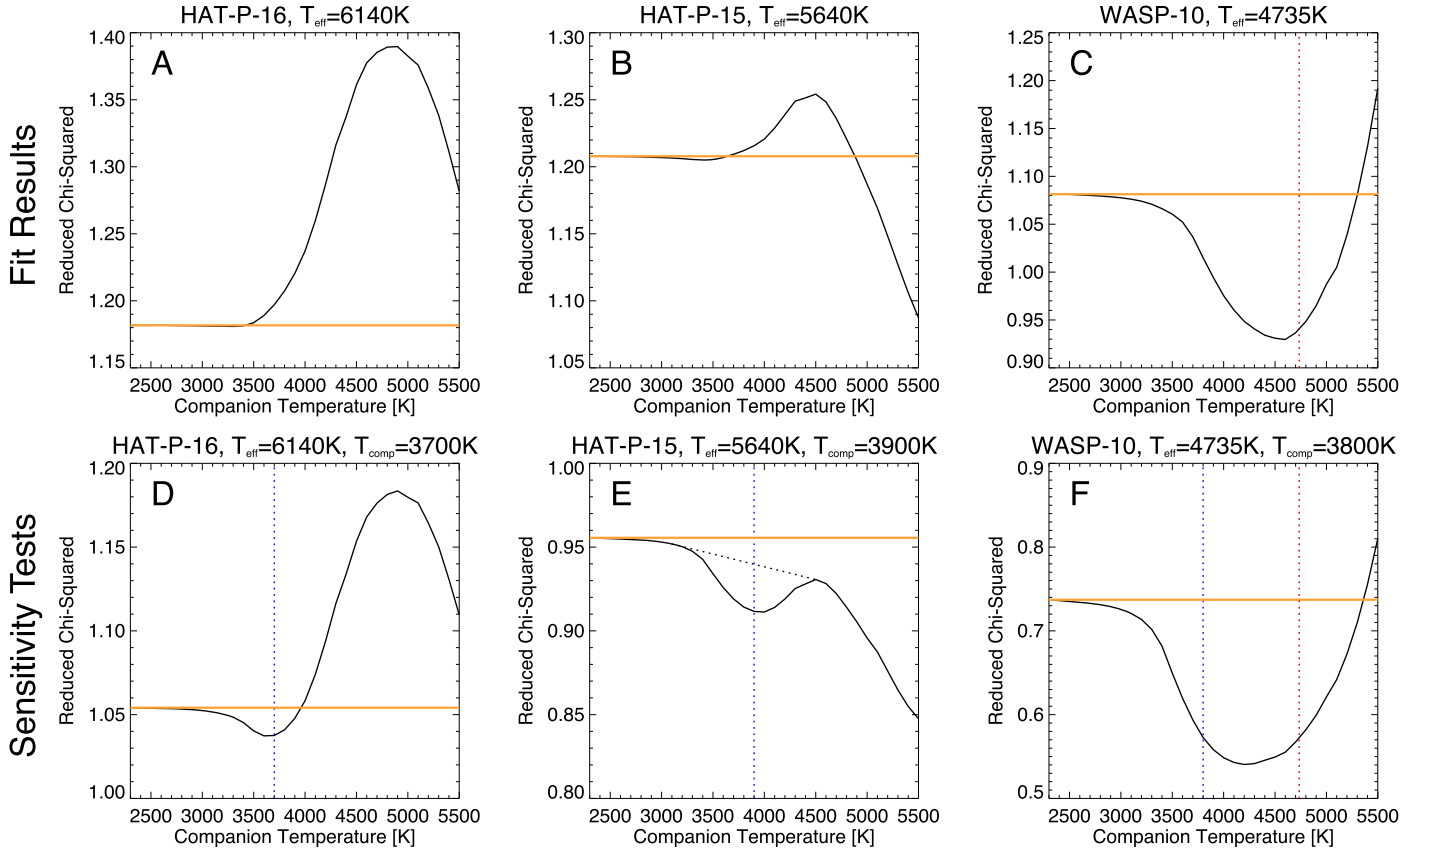 Fit Results
HAT-P-16, Teff=6140K
A
Reduced Chi-Squared
1.40
1.35
1.30
1.25
1.20
1.15
2500 3000 3500 4000 4500 5000 5500
Companion Temperature [K]
HAT-P-15, Teff=5640K
B
Reduced Chi-Squared
1.30
1.25
1.20
1.15
1.10
1.05
2500 3000 3500 4000 4500 5000 5500
Companion Temperature [K]
WASP-10, Teff=4735K
C
Reduced Chi-Squared
1.25
1.20
1.15
1.10
1.05
1.00
0.95
0.90
2500 3000 3500 4000 4500 5000 5500
Companion Temperature [K]
Sensitivity Tests
HAT-P-16, Teff=6140K, Tcomp=3700K
D
Reduced Chi-Squared
1.20
1.15
1.10
1.05
1.00
2500 3000 3500 4000 4500 5000 5500
Companion Temperature [K]
HAT-P-15, Teff=5640K, Tcomp=3900K
E
Reduced Chi-Squared
1.00
0.95
0.90
0.85
0.80
2500 3000 3500 4000 4500 5000 5500
Companion Temperature [K]
WASP-10, Teff=4735K, Tcomp=3800K
F
Reduced Chi-Squared
0.9
0.8
0.7
0.6
0.5
2500 3000 3500 4000 4500 5000 5500
Companion Temperature [K]